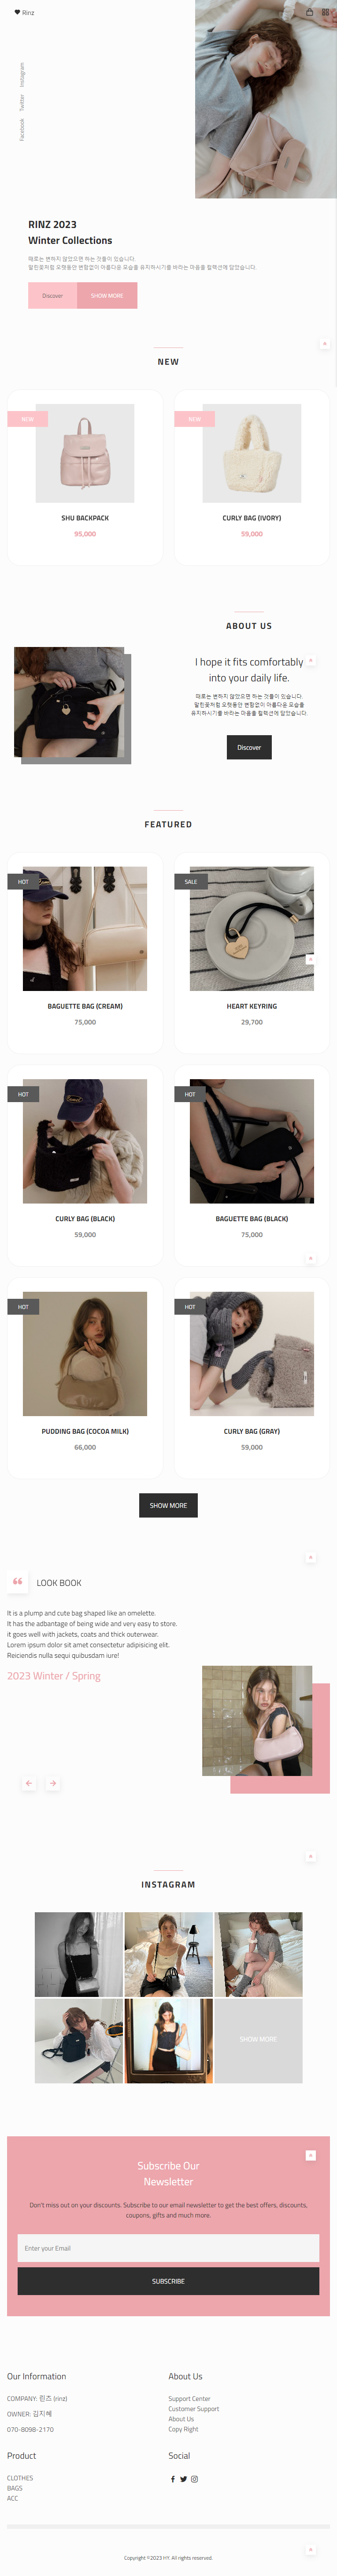 Rinz
Instagram
Twitter
Facebook
RINZ 2023
Winter Collections
때로는 변하지 않았으면 하는 것들이 있습니다.
말린꽃처럼 오랫동안 변함없이 아름다운 모습을 유지하시기를 바라는 마음을 컬렉션에 담았습니다.
Discover
SHOW MORE
NEW
NEW
SHU BACKPACK
95,000
NEW
CURLY BAG (IVORY)
59,000
ABOUT US
I hope it fits comfortably
into your daily life.
때로는 변하지 않았으면 하는 것들이 있습니다.
말린꽃처럼 오랫동안 변함없이 아름다운 모습을
유지하시기를 바라는 마음을 컬렉션에 담았습니다.
Discover
FEATURED
HOT
BAGUETTE BAG (CREAM)
75,000
SALE
HEART KEYRING
29,700
HOT
CURLY BAG (BLACK)
59,000
HOT
BAGUETTE BAG (BLACK)
75,000
HOT
PUDDING BAG (COCOA MILK)
66,000
HOT
CURLY BAG (GRAY)
59,000
SHOW MORE
LOOK BOOK
It is a plump and cute bag shaped like an omelette.
It has the adbantage of being wide and very easy to store.
it goes well with jackets, coats and thick outerwear.
Lorem ipsum dolor sit amet consectetur adipisicing elit.
Reiciendis nulla sequi quibusdam iure!
2023 Winter / Spring
INSTAGRAM
SHOW MORE
Subscribe Our
Newsletter
Don't miss out on your discounts. Subscribe to our email newsletter to get the best offers, discounts,
coupons, gifts and much more.
Enter your Email
SUBSCRIBE
Our Information
COMPANY: 린즈 (rinz)
OWNER: 김지혜
070-8098-2170
About Us
Support Center
Customer Support
About Us
Copy Right
Product
CLOTHES
BAGS
ACC
Social
Copyright ©2023 HY. All rights reserved.